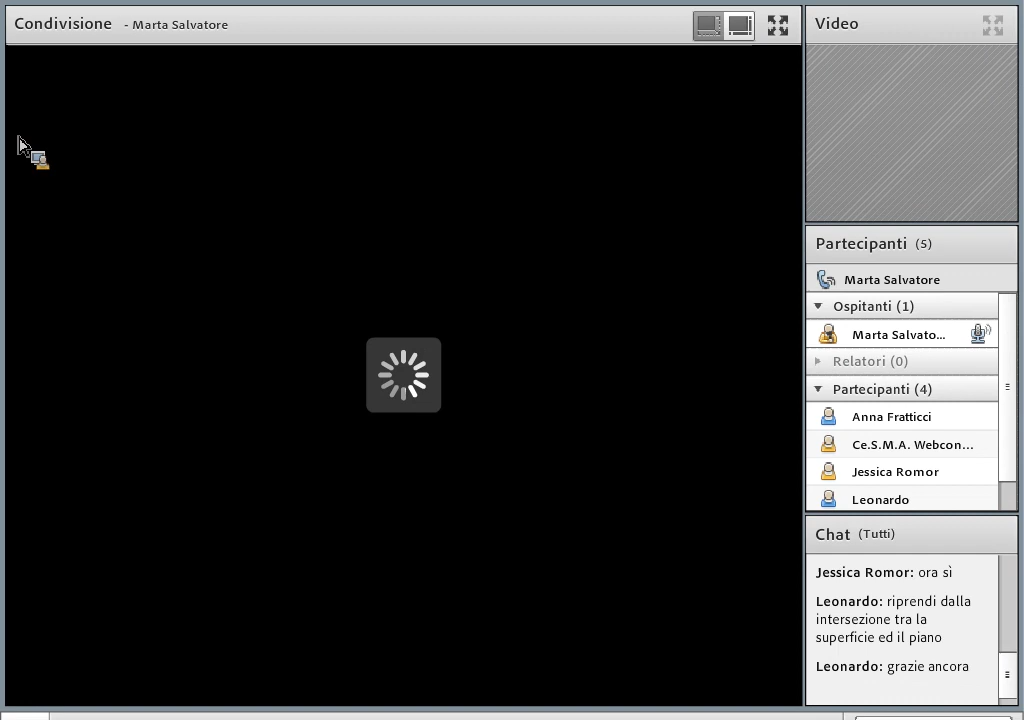 Condivisione - Marta Salvatore
Video
Partecipanti (5)
Marta Salvatore
Ospitanti (1)
Marta Salvato...
Relatori (0)
Partecipanti (4)
Anna Fratticci
Ce.S.M.A. Webcon...
Jessica Romor
Leonardo
Chat (Tutti)
Jessica Romor: ora sì
Leonardo: riprendi dalla
intersezione tra la
superficie ed il piano
Leonardo: grazie ancora